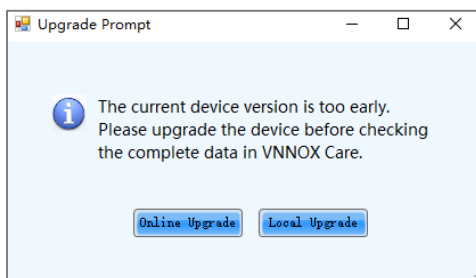 Upgrade Prompt
The current device version is too early.
Please upgrade the device before checking
the complete data in VNNOX Care.
Online Upgrade Local Upgrade